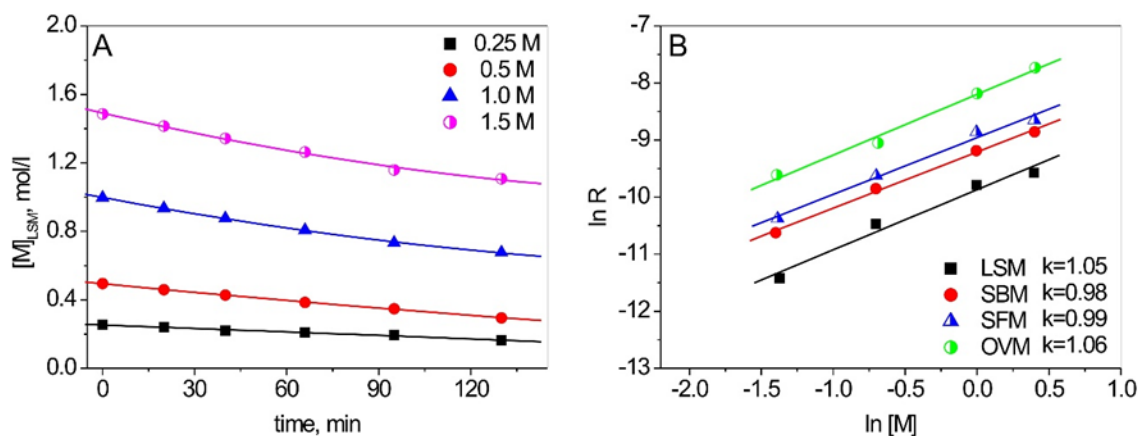 A
0.25 M
0.5 M
1.0 M
1.5 M
2.0
1.6
1.2
0.8
0.4
0.0
[M]LSM, mol/l
0 30 60 90 120
time, min
B
-7
-8
-9
-10
-11
-12
-13
ln R
LSM k=1.05
SBM k=0.98
SFM k=0.99
OVM k=1.06
-2.0 -1.5 -1.0 -0.5 0.0 0.5 1.0
ln [M]